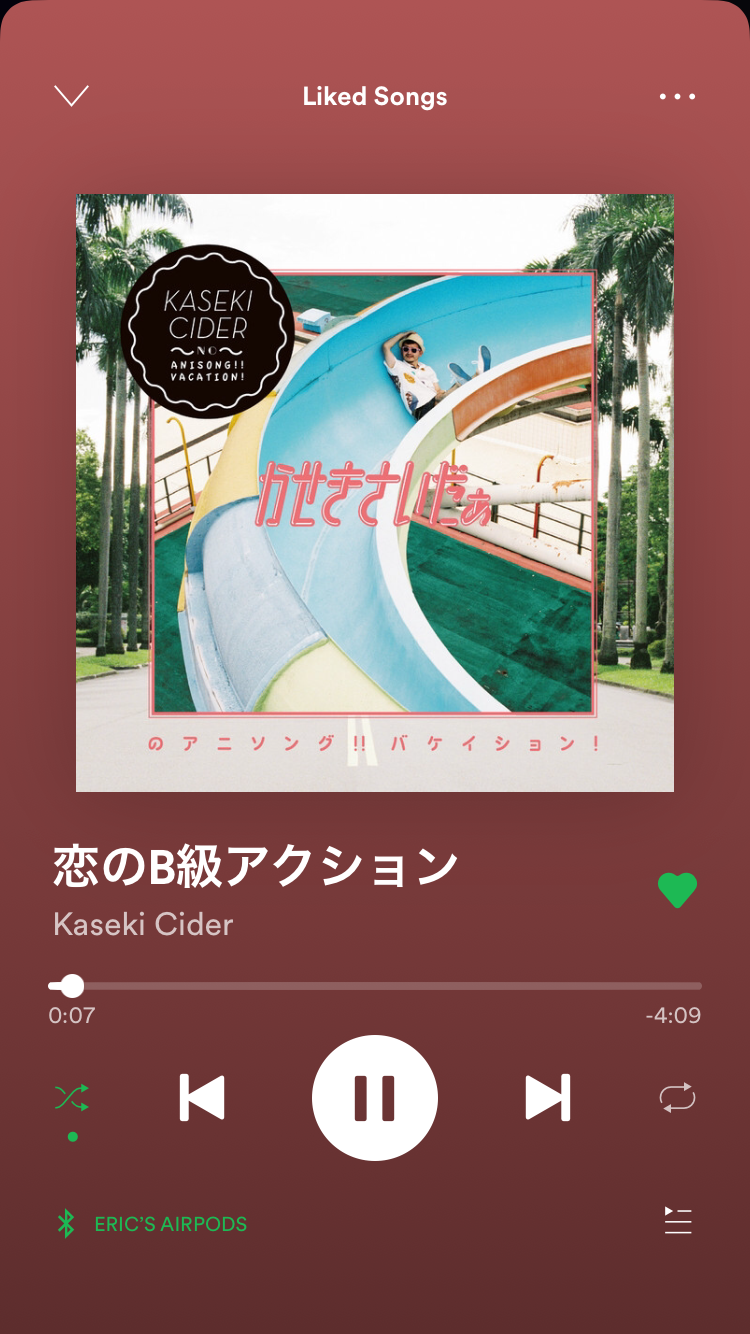 Liked Songs
KASEKI
CIDER
〜NO〜
ANISONG!!
VACATION!
かせきさいだぁ
のアニソング!! バケイション!
恋のB級アクション
Kaseki Cider
0:07
-4:09
ERIC'S AIRPODS